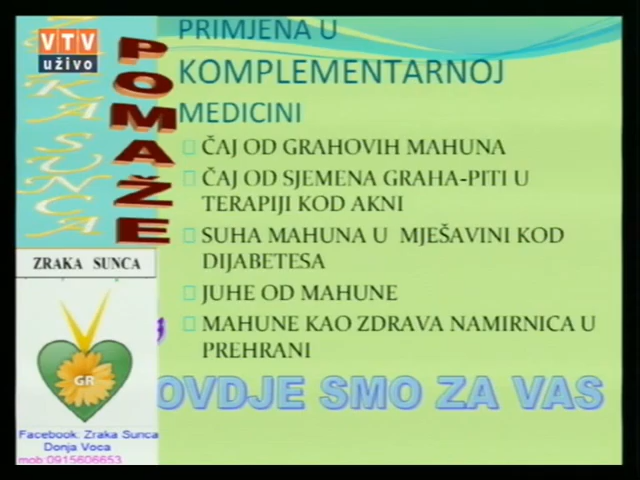 VTV
uživo
ZRAKA SUNCA
POMAŽE
PRIMJENA U
KOMPLEMENTARNOJ
MEDICINI
ČAJ OD GRAHOVIH MAHUNA
ČAJ OD SJEMENA GRAHA-PITI U
TERAPIJI KOD AKNI
SUHA MAHUNA U MJEŠAVINI KOD
DIJABETESA
JUHE OD MAHUNE
MAHUNE KAO ZDRAVA NAMIRNICA U
PREHRANI
ZRAKA SUNCA
GR
OVDJE SMO ZA VAS
Facebook: Zraka Sunca
Donja Voca
mob:0915606653